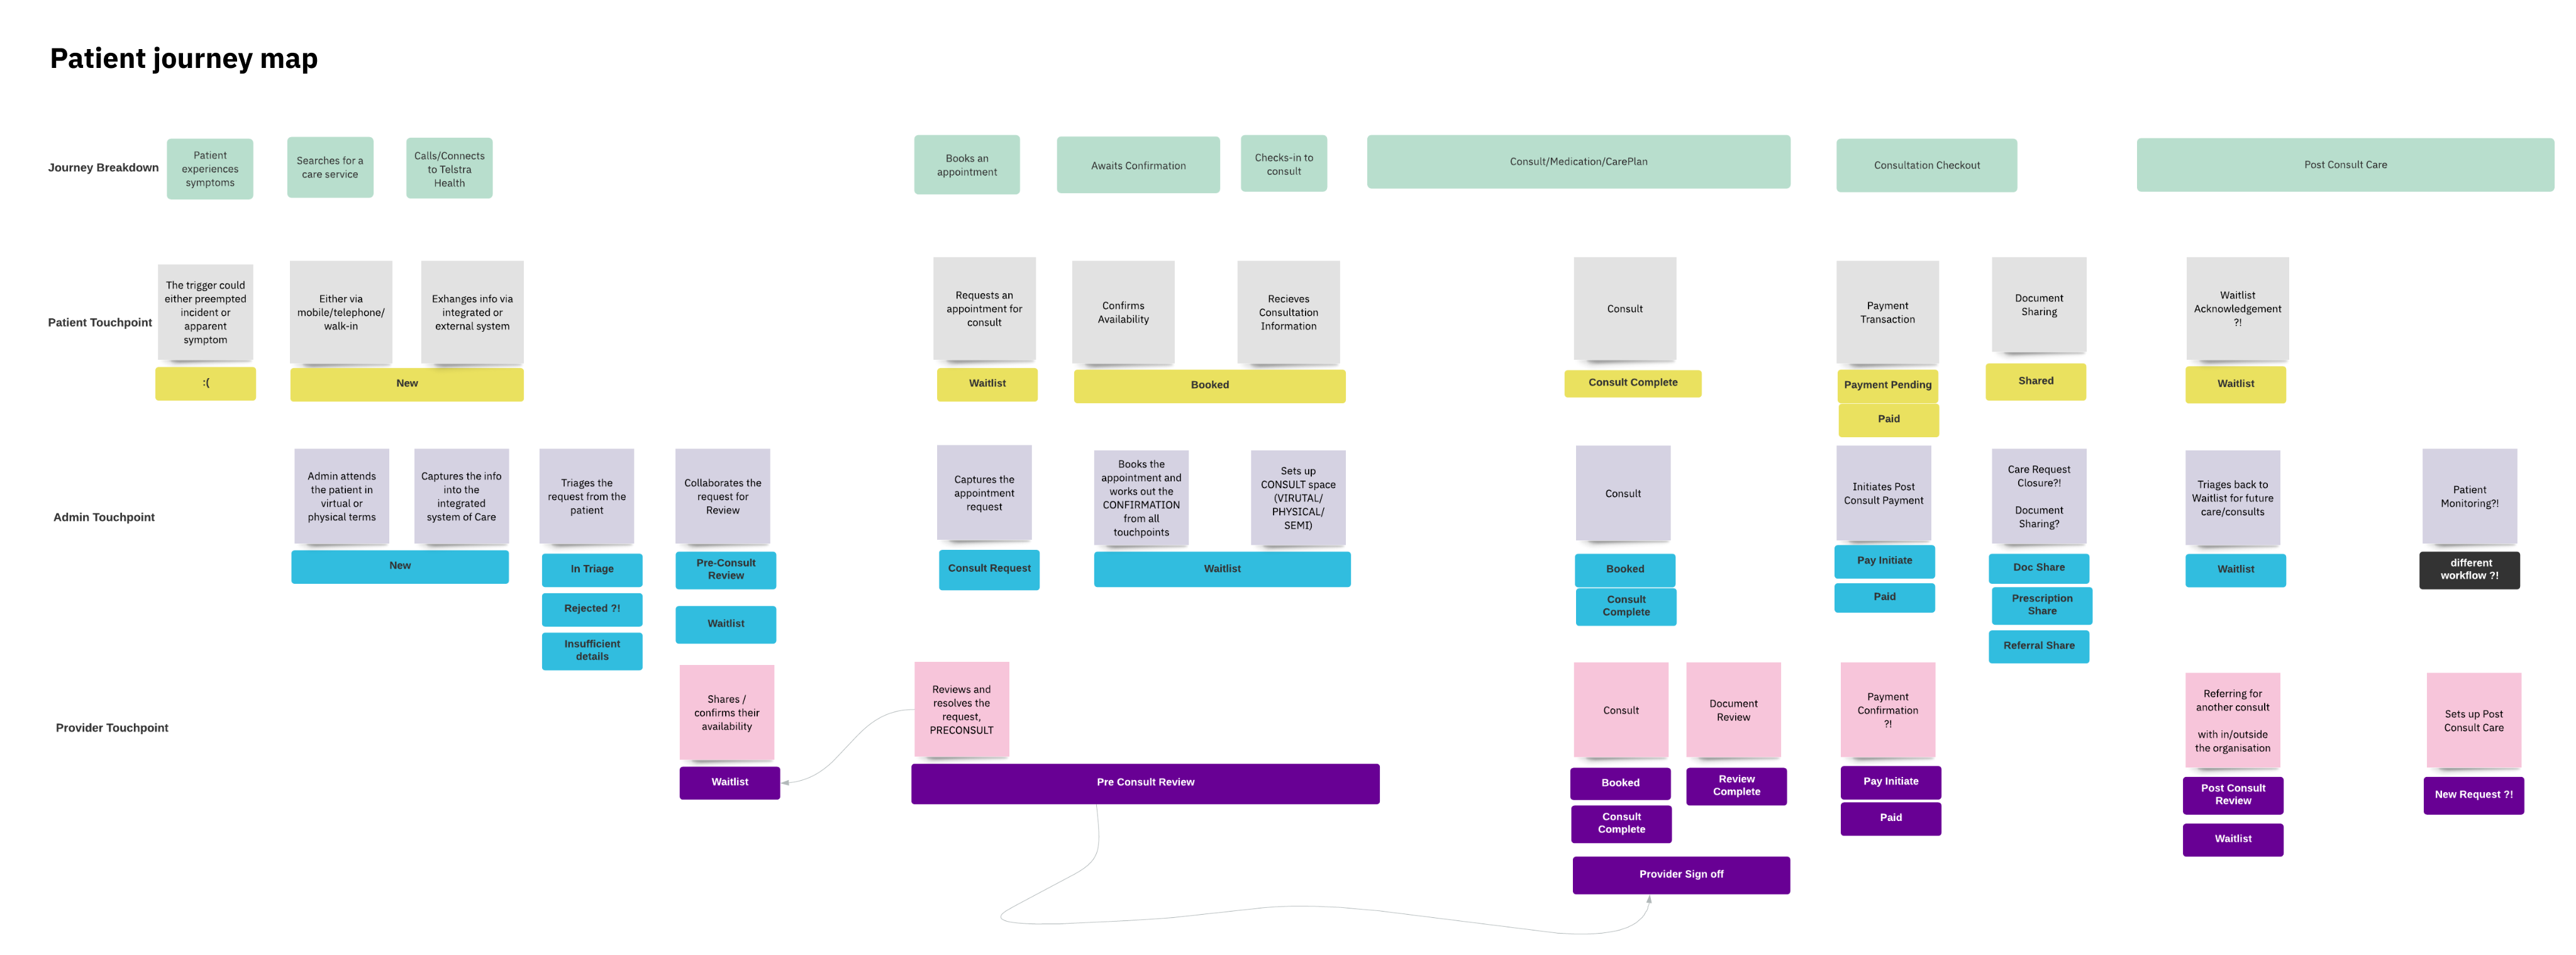 Patient journey map
Journey Breakdown
Patient
experiences
symptoms
Searches for a
care service
Calls/Connects
to Telstra
Health
Books an
appointment
Awaits Confirmation
Checks-in to
consult
Consult/Medication/CarePlan
Consultation Checkout
Post Consult Care
Patient Touchpoint
The trigger could
either preempted
incident or
apparent
symptom
:(
Either via
mobile/telephone/
walk-in
Exhanges info via
integrated or
external system
New
Requests an
appointment for
consult
Waitlist
Confirms
Availability
Recieves
Consultation
Information
Booked
Consult
Consult Complete
Payment
Transaction
Payment Pending
Paid
Document
Sharing
Shared
Waitlist
Acknowledgement
?!
Waitlist
Admin Touchpoint
Admin attends
the patient in
virtual or
physical terms
Captures the info
into the
integrated
system of Care
New
Triages the
request from the
patient
In Triage
Rejected ?!
Insufficient
details
Collaborates the
request for
Review
Pre-Consult
Review
Waitlist
Captures the
appointment
request
Consult Request
Books the
appointment and
works out the
CONFIRMATION
from all
touchpoints
Sets up
CONSULT space
(VIRUTAL/
PHYSICAL/
SEMI)
Waitlist
Consult
Booked
Consult
Complete
Initiates Post
Consult Payment
Pay Initiate
Paid
Care Request
Closure?!
Document
Sharing?
Doc Share
Prescription
Share
Referral Share
Triages back to
Waitlist for future
care/consults
Waitlist
Patient
Monitoring?!
different
workflow ?!
Provider Touchpoint
Shares /
confirms their
availability
Waitlist
Reviews and
resolves the
request,
PRECONSULT
Pre Consult Review
Consult
Booked
Consult
Complete
Document
Review
Review
Complete
Provider Sign off
Payment
Confirmation
?!
Pay Initiate
Paid
Referring for
another consult
with in/outside
the organisation
Post Consult
Review
Waitlist
Sets up Post
Consult Care
New Request ?!